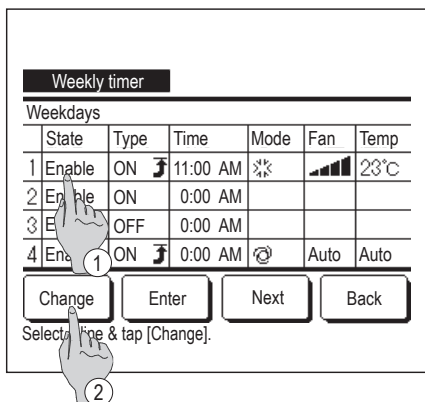 Weekly timer
Weekdays
State Type Time Mode Fan Temp
1 Enable ON 11:00 AM 23°c
2 Enable ON 0:00 AM
3 OFF 0:00 AM
4 ON 0:00 AM Auto Auto
1
Change Enter Next Back
Select line & tap [Change].
2